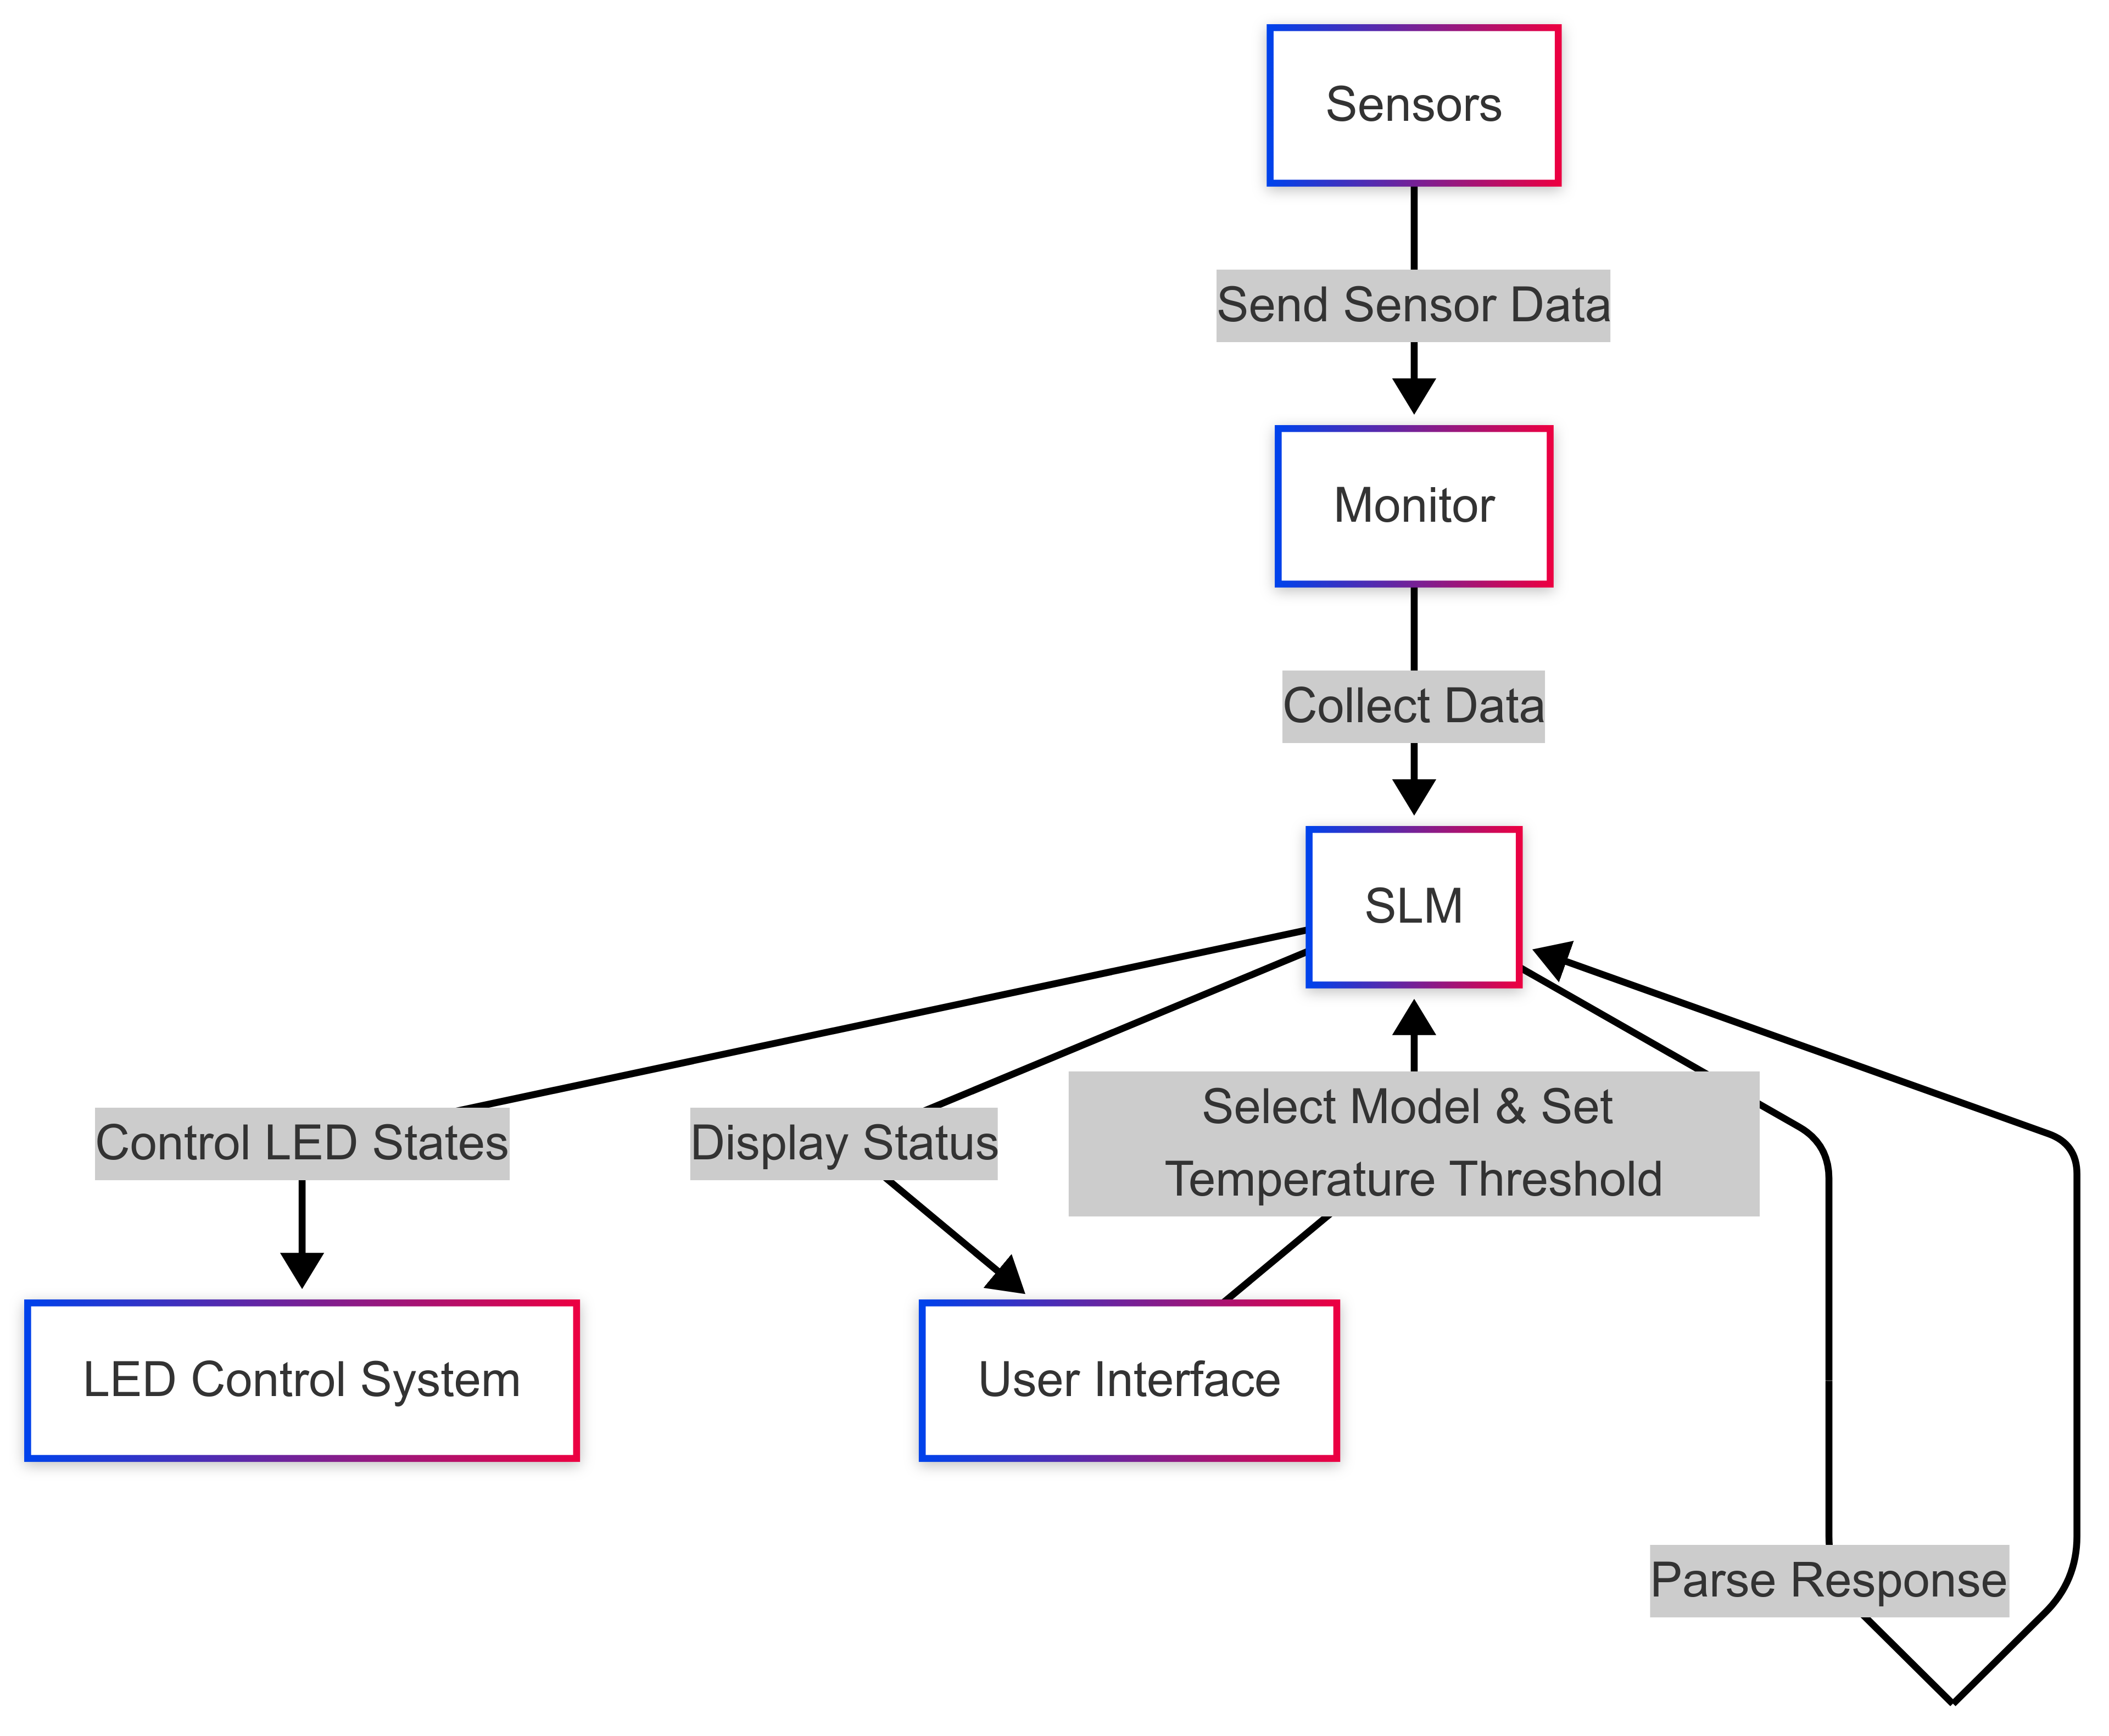 Sensors
Send Sensor Data
Monitor
Collect Data
SLM
Control LED States
Display Status
Select Model & Set
Temperature Threshold
LED Control System
User Interface
Parse Response